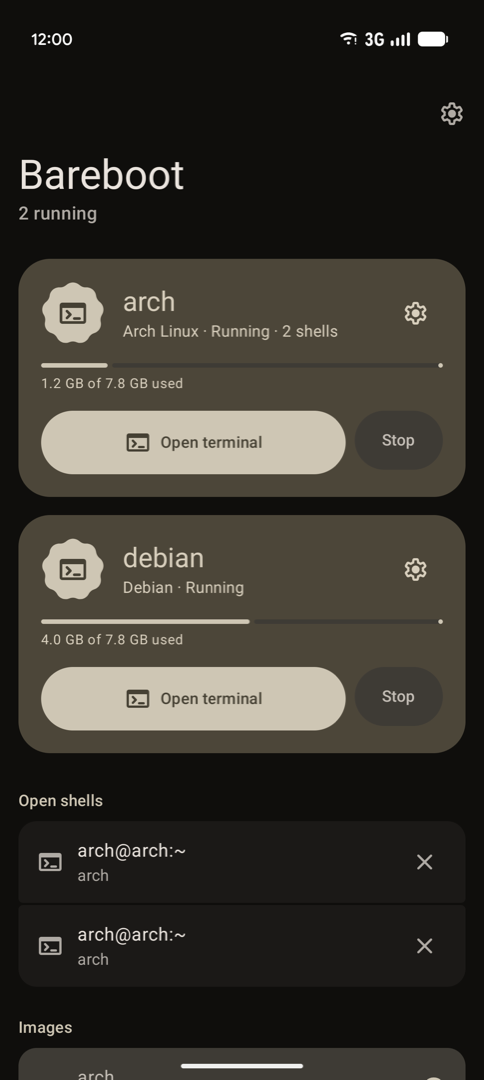 12:00
3G
Bareboot
2 running
arch
Arch Linux · Running · 2 shells
1.2 GB of 7.8 GB used
Open terminal
Stop
debian
Debian · Running
4.0 GB of 7.8 GB used
Open terminal
Stop
Open shells
arch@arch:~
arch
arch@arch:~
arch
Images
arch